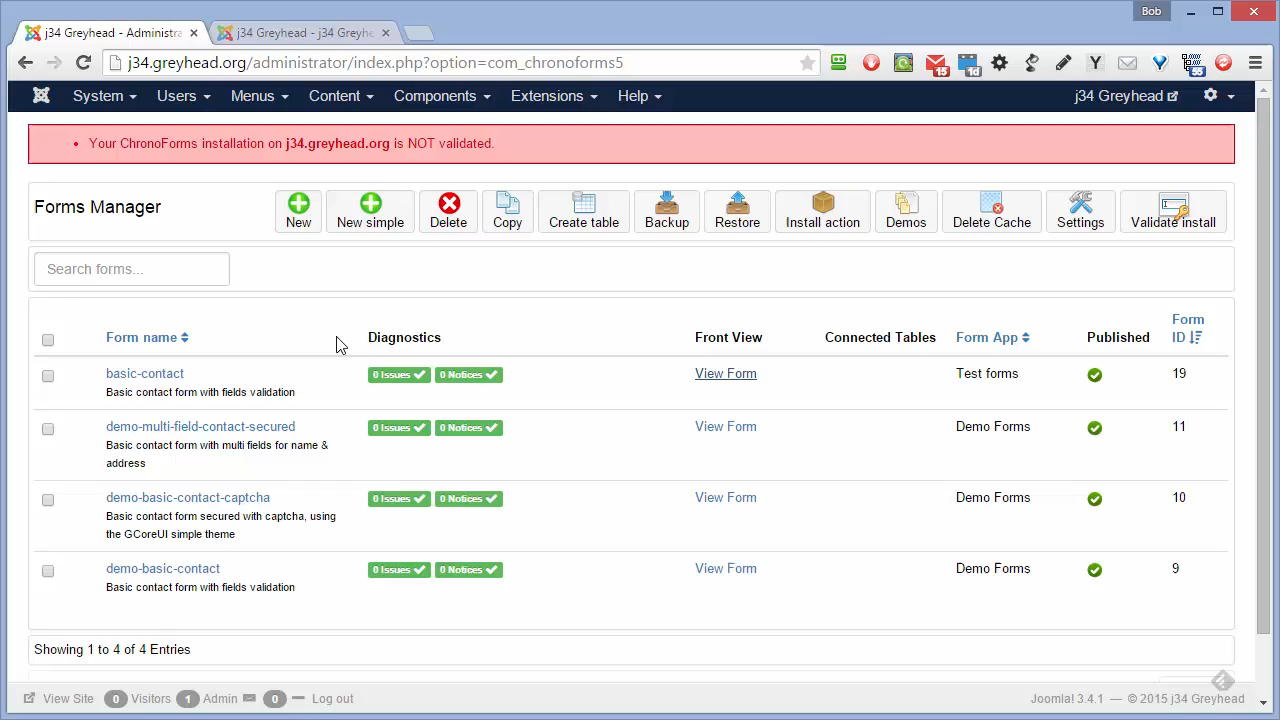 Bob
j34 Greyhead - Administra
j34 Greyhead - j34 Greyhe
j34.greyhead.org/administrator/index.php?option=com_chronoforms5
15
1d
Y
55
System
Users
Menus
Content
Components
Extensions
Help
j34 Greyhead
Your ChronoForms installation on j34.greyhead.org is NOT validated.
Forms Manager
New
New simple
Delete
Copy
Create table
Backup
Restore
Install action
Demos
Delete Cache
Settings
Validate install
Search forms...
Form name
Diagnostics
Front View
Connected Tables
Form App
Published
Form
ID
basic-contact
Basic contact form with fields validation
0 Issues
0 Notices
View Form
Test forms
19
demo-multi-field-contact-secured
Basic contact form with multi fields for name &
address
0 Issues
0 Notices
View Form
Demo Forms
11
demo-basic-contact-captcha
Basic contact form secured with captcha, using
the GCoreUI simple theme
0 Issues
0 Notices
View Form
Demo Forms
10
demo-basic-contact
Basic contact form with fields validation
0 Issues
0 Notices
View Form
Demo Forms
9
Showing 1 to 4 of 4 Entries
View Site
0 Visitors
1 Admin
0
Log out
Joomla! 3.4.1 — © 2015 j34 Greyhead